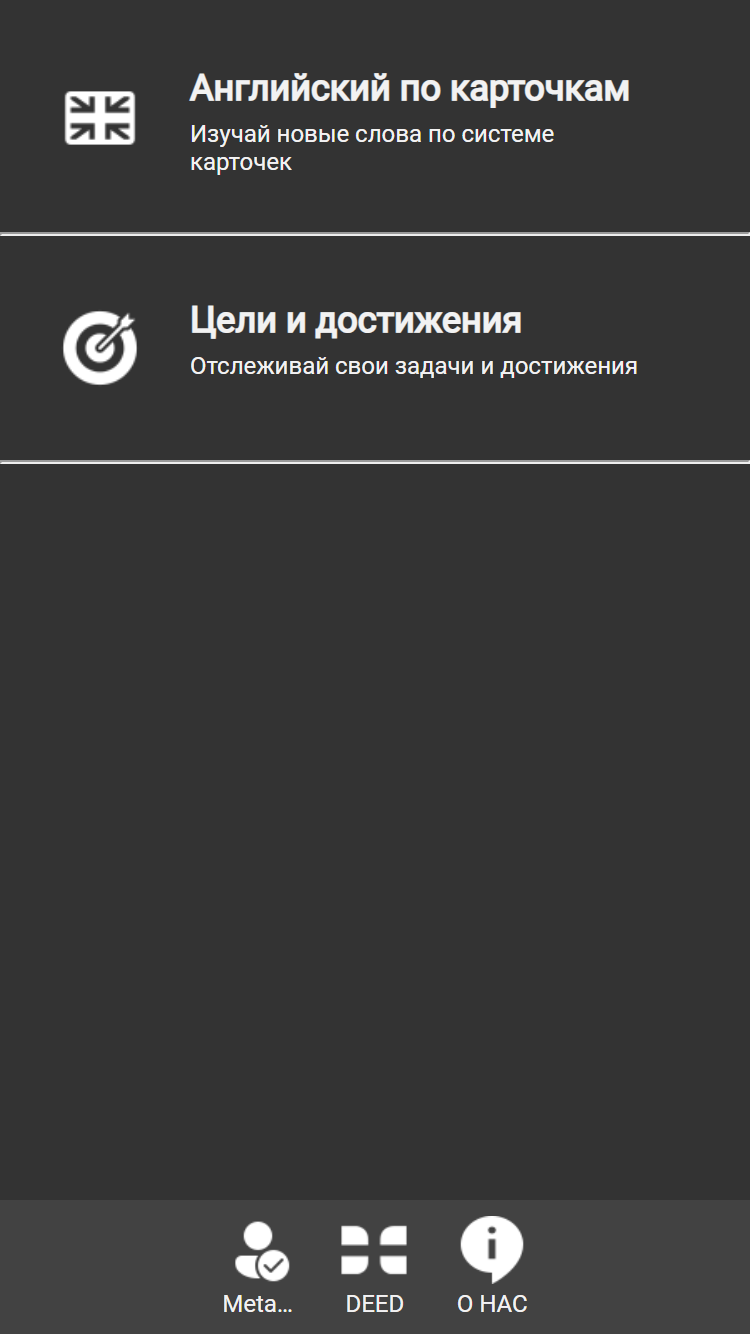 Английский по карточкам
Изучай новые слова по системе
карточек
Цели и достижения
Отслеживай свои задачи и достижения
Meta...
DEED
О НАС